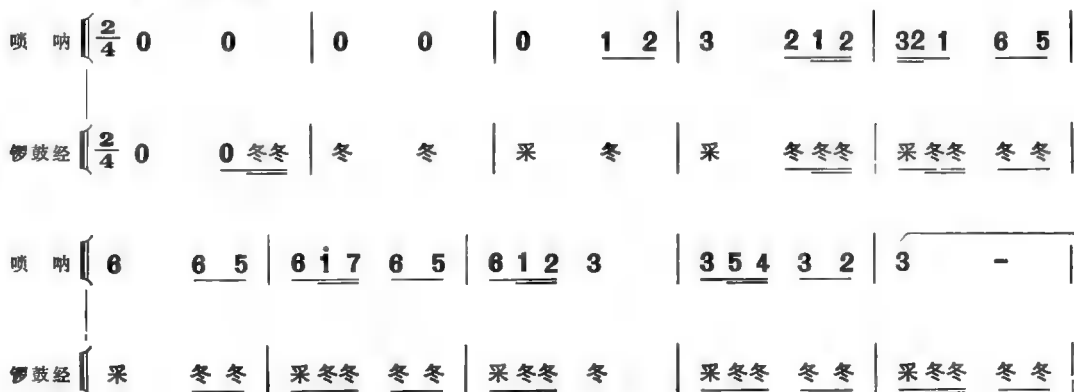 唢呐 2/4 0 0 | 0 0 | 0 1 2 | 3 2 1 2 | 32 1 6 5 |
锣鼓经 2/4 0 0 冬冬 | 冬 冬 | 采 冬 | 采 冬 冬冬 | 采 冬冬 冬 冬 |
唢呐 6 6 5 | 6 i 7 6 5 | 6 1 2 3 | 3 5 4 3 2 | 3 - |
锣鼓经 采 冬 冬 | 采 冬冬 冬 冬 | 采 冬冬 冬 | 采 冬冬 冬 冬 | 采 冬冬 冬 冬 |